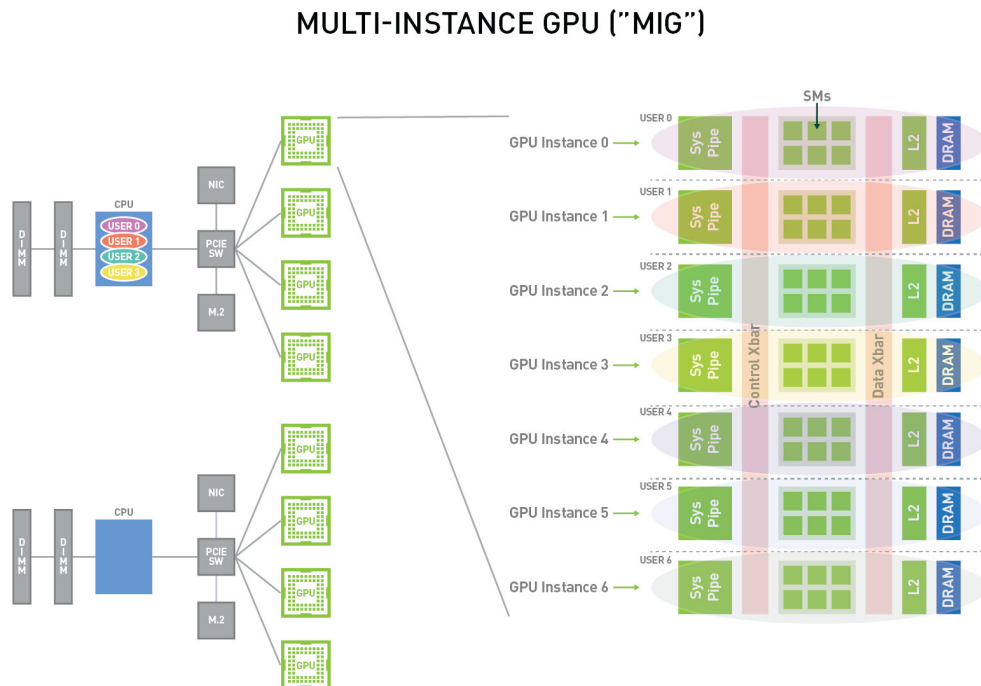 MULTI-INSTANCE GPU ("MIG")
DIMM
DIMM
CPU
USER 0
USER 1
USER 2
USER 3
NIC
PCIE
SW
M.2
GPU
GPU
GPU
GPU
DIMM
DIMM
CPU
NIC
PCIE
SW
M.2
GPU
GPU
GPU
GPU
SMs
GPU Instance 0
USER 0
Sys
Pipe
L2
DRAM
GPU Instance 1
USER 1
Sys
Pipe
L2
DRAM
GPU Instance 2
USER 2
Sys
Pipe
L2
DRAM
GPU Instance 3
USER 3
Sys
Pipe
Control Xbar
Data Xbar
L2
DRAM
GPU Instance 4
USER 4
Sys
Pipe
L2
DRAM
GPU Instance 5
USER 5
Sys
Pipe
L2
DRAM
GPU Instance 6
USER 6
Sys
Pipe
L2
DRAM